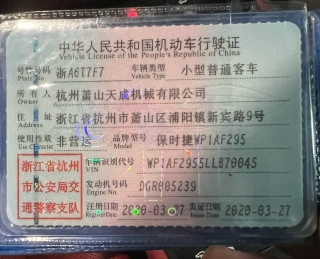 中华人民共和国机动车行驶证
Vehicle License of the People's Republic of China
号牌号码 浙A6T7F7 车辆类型 小型普通客车
Plate No. Vehicle Type
所有人 杭州萧山天成机械有限公司
Owner
住址 浙江省杭州市萧山区浦阳镇新宾路9号
Address
使用性质 非营运 品牌型号 保时捷WP1AF295
Use Character Model
浙江省杭州
市公安局交
通警察支队
车辆识别代号 WP1AF2955LLB70045
VIN
发动机号码 DGR005239
Engine No.
注册日期 2020-03-27 发证日期 2020-03-27
Register Date Issue Date